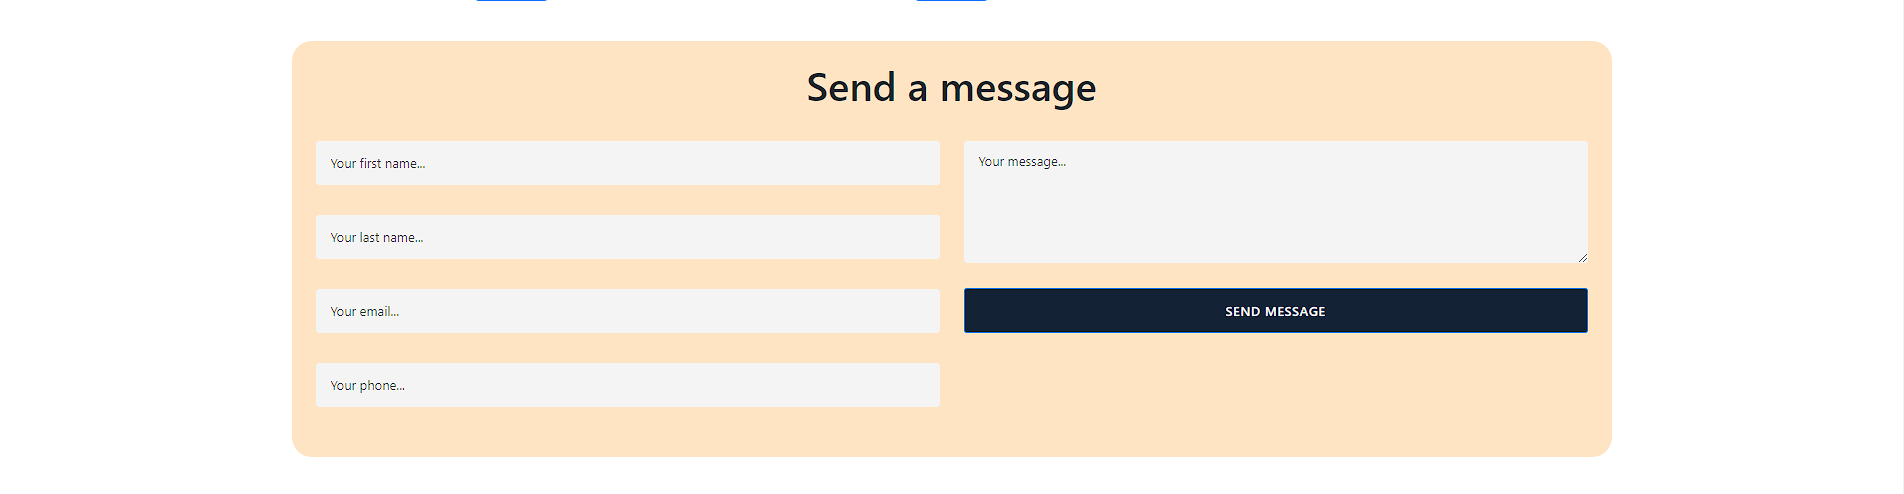 Send a message
Your first name...
Your last name...
Your email...
Your phone...
Your message...
SEND MESSAGE